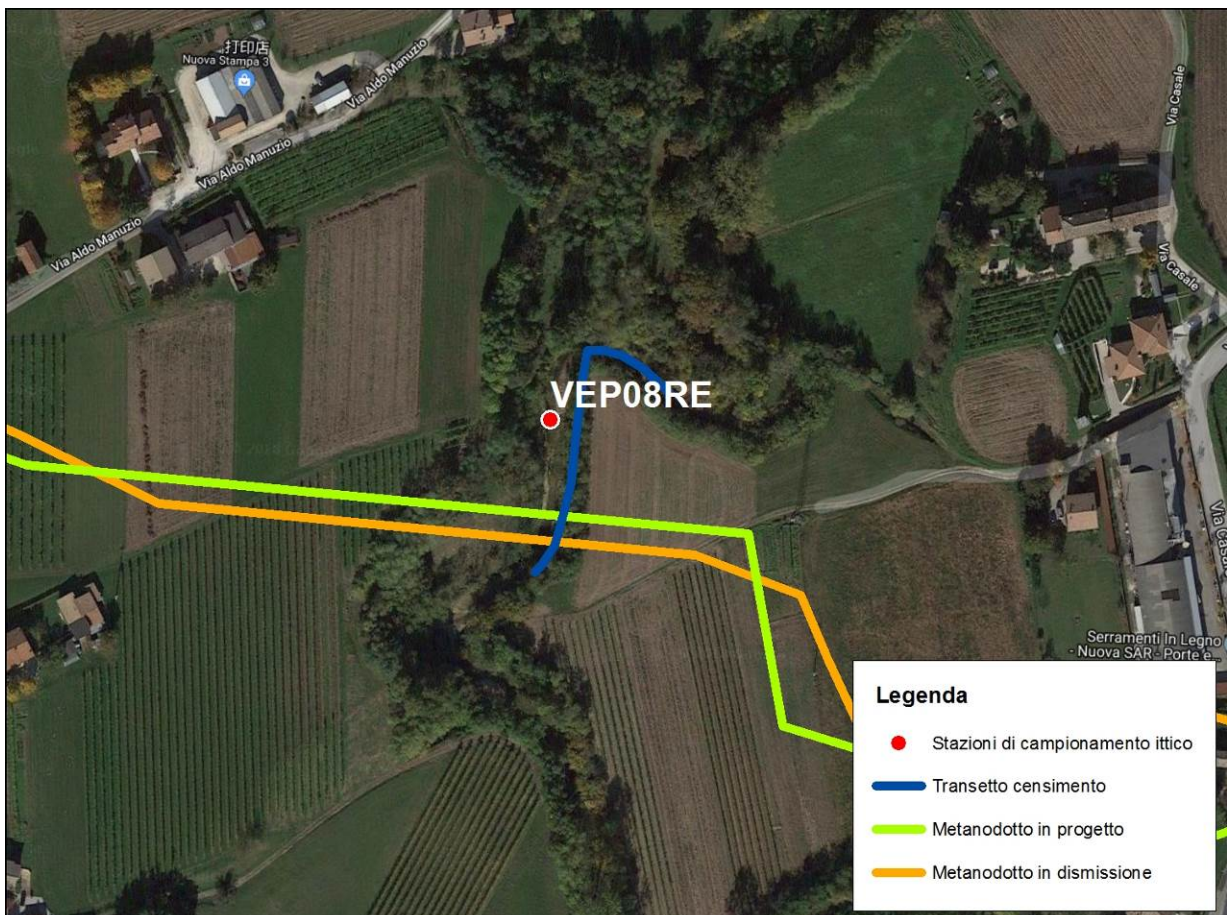 打印店
Nuova Stampa 3
Via Aldo Manuzio
Via Aldo Manuzio
Via Aldo Manuzio
Via Casale
Via Casale
VEP08RE
Serramenti In Legno
- Nuova SAR - Porte e...
Legenda
Stazioni di campionamento ittico
Transetto censimento
Metanodotto in progetto
Metanodotto in dismissione